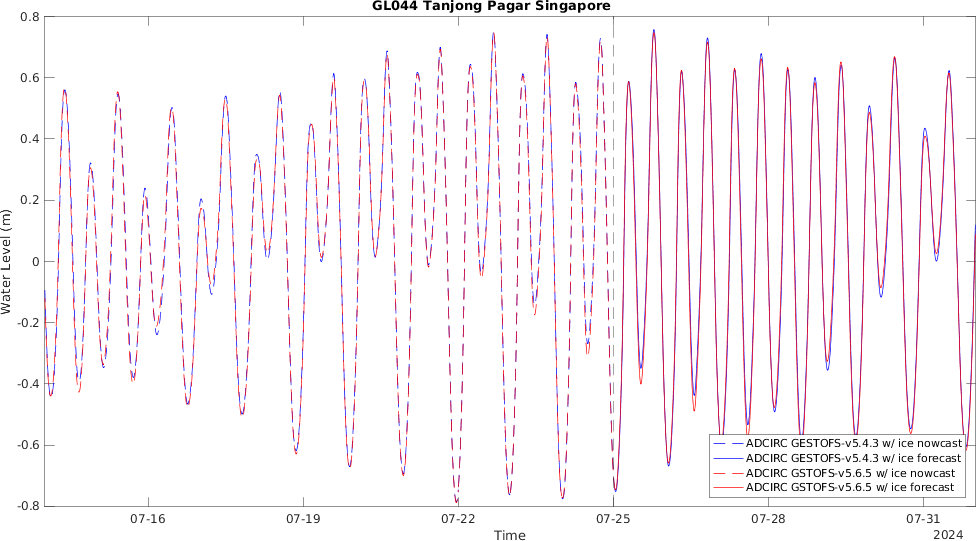 GL044 Tanjong Pagar Singapore
0.8
0.6
0.4
0.2
0
-0.2
-0.4
-0.6
-0.8
Water Level (m)
ADCIRC GESTOFS-v5.4.3 w/ ice nowcast
ADCIRC GESTOFS-v5.4.3 w/ ice forecast
ADCIRC GSTOFS-v5.6.5 w/ ice nowcast
ADCIRC GSTOFS-v5.6.5 w/ ice forecast
07-16 07-19 07-22 07-25 07-28 07-31
Time 2024